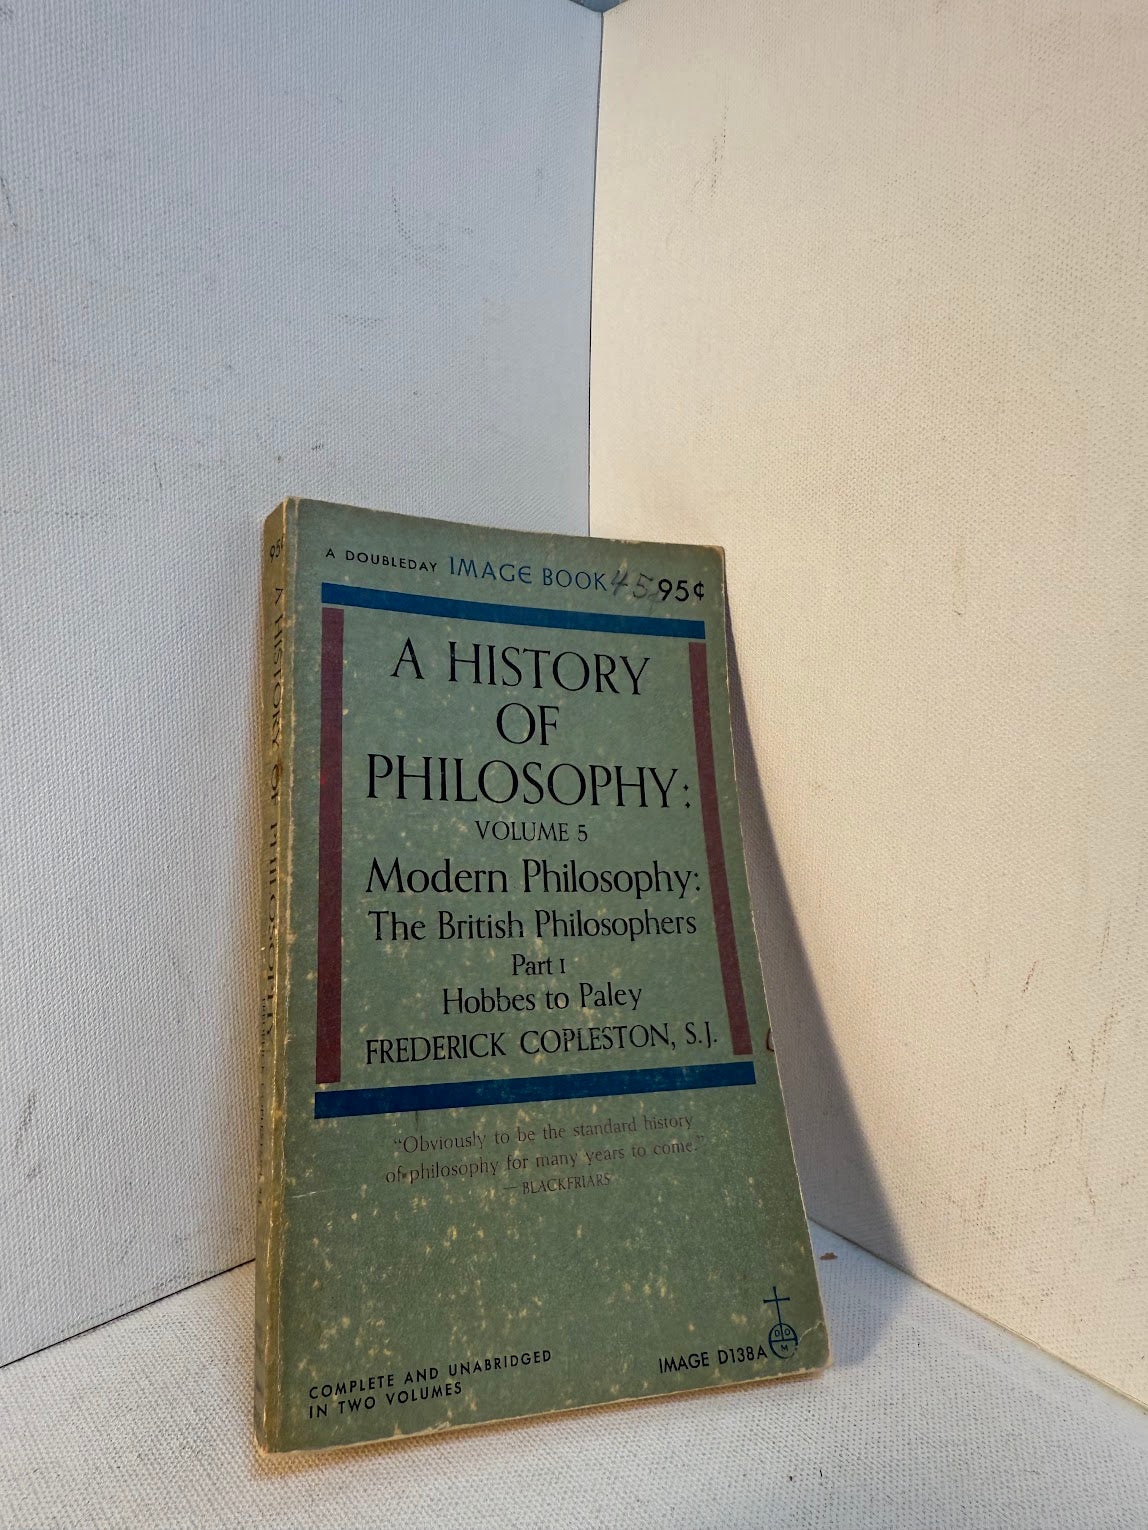 A DOUBLEDAY IMAGE BOOK 45 95¢
A HISTORY
OF
PHILOSOPHY:
VOLUME 5
Modern Philosophy:
The British Philosophers
Part I
Hobbes to Paley
FREDERICK COPLESTON, S.J.
"Obviously to be the standard history
of philosophy for many years to come."
— BLACKFRIARS
COMPLETE AND UNABRIDGED
IN TWO VOLUMES
IMAGE D138A
D D M
95¢
A HISTORY OF PHILOSOPHY